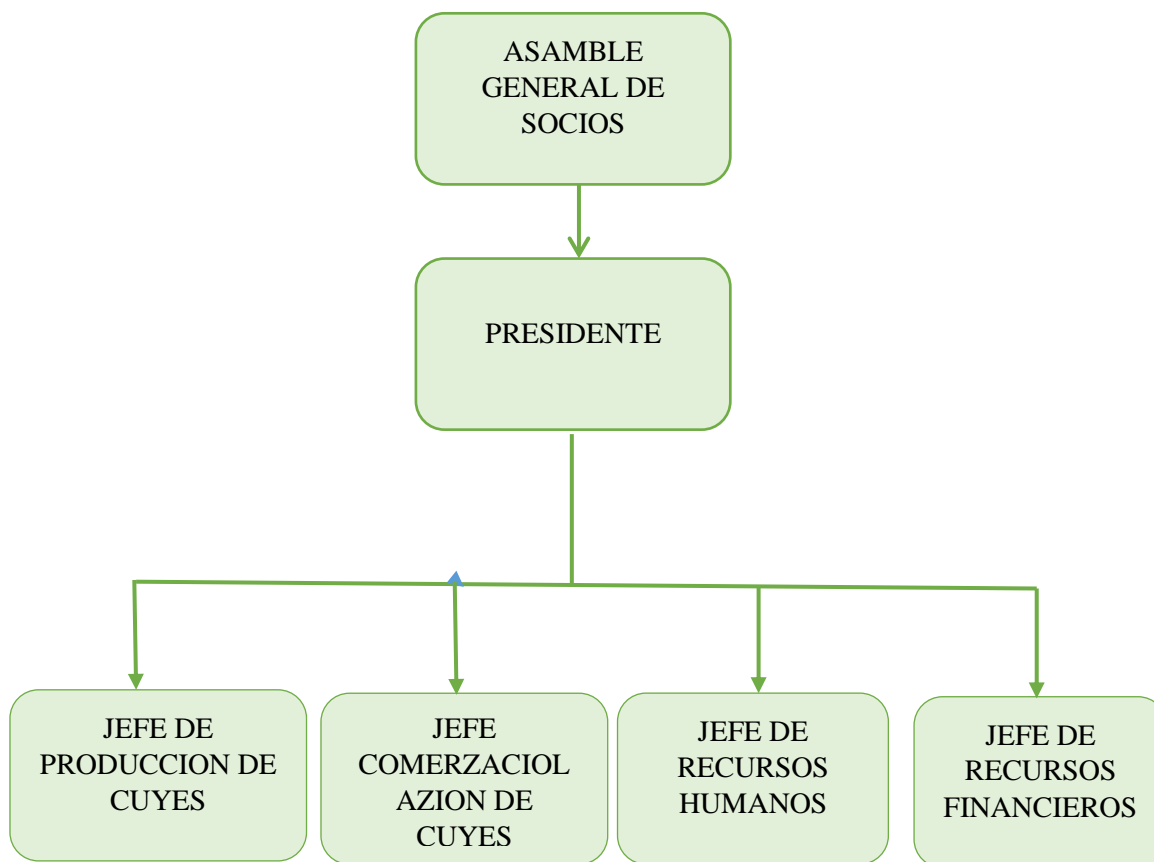 ASAMBLE
GENERAL DE
SOCIOS
PRESIDENTE
JEFE DE
PRODUCCION DE
CUYES
JEFE
COMERZACIOL
AZION DE
CUYES
JEFE DE
RECURSOS
HUMANOS
JEFE DE
RECURSOS
FINANCIEROS